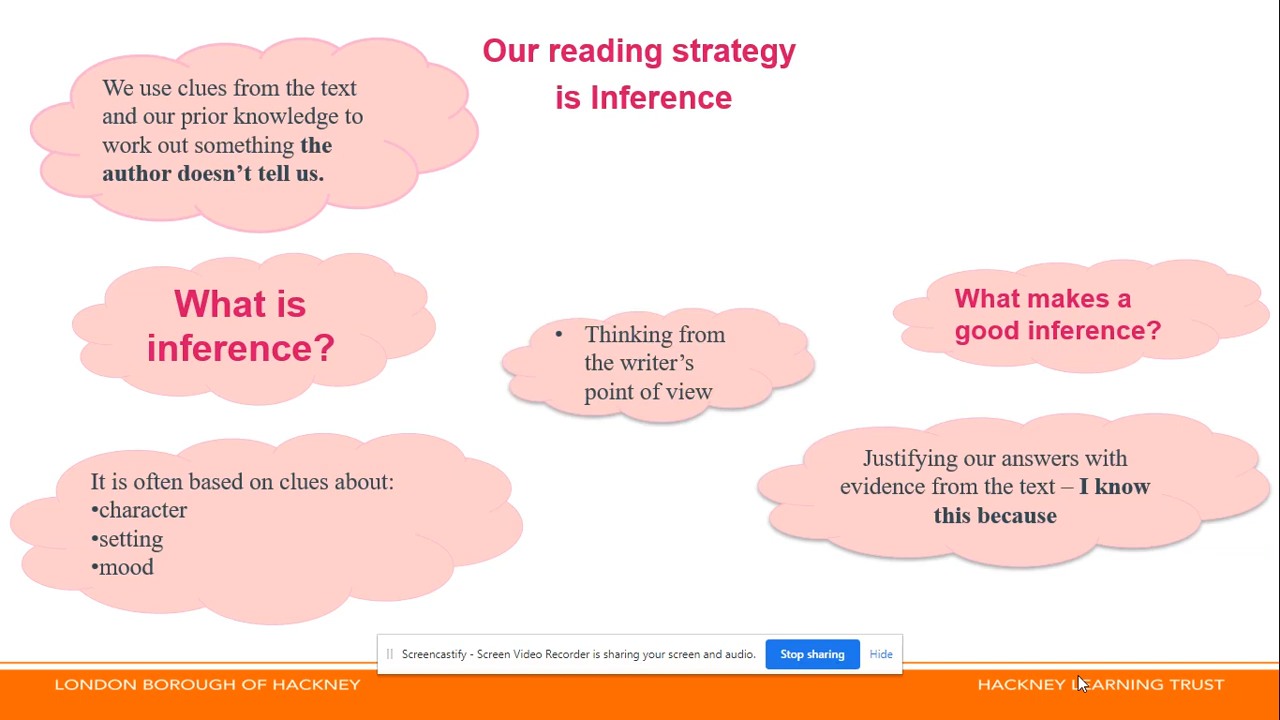 Our reading strategy
is Inference
We use clues from the text
and our prior knowledge to
work out something the
author doesn’t tell us.
What is
inference?
• Thinking from
the writer’s
point of view
What makes a
good inference?
It is often based on clues about:
•character
•setting
•mood
Justifying our answers with
evidence from the text – I know
this because
Screencastify - Screen Video Recorder is sharing your screen and audio. Stop sharing Hide
LONDON BOROUGH OF HACKNEY
HACKNEY LEARNING TRUST